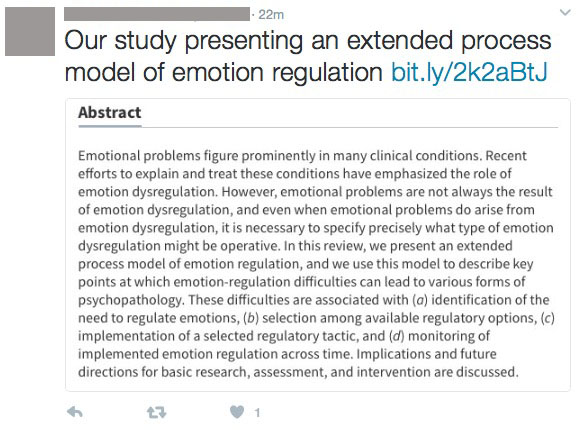 · 22m
Our study presenting an extended process
model of emotion regulation bit.ly/2k2aBtJ
Abstract
Emotional problems figure prominently in many clinical conditions. Recent
efforts to explain and treat these conditions have emphasized the role of
emotion dysregulation. However, emotional problems are not always the result
of emotion dysregulation, and even when emotional problems do arise from
emotion dysregulation, it is necessary to specify precisely what type of emotion
dysregulation might be operative. In this review, we present an extended
process model of emotion regulation, and we use this model to describe key
points at which emotion-regulation difficulties can lead to various forms of
psychopathology. These difficulties are associated with (a) identification of the
need to regulate emotions, (b) selection among available regulatory options, (c)
implementation of a selected regulatory tactic, and (d) monitoring of
implemented emotion regulation across time. Implications and future
directions for basic research, assessment, and intervention are discussed.
1